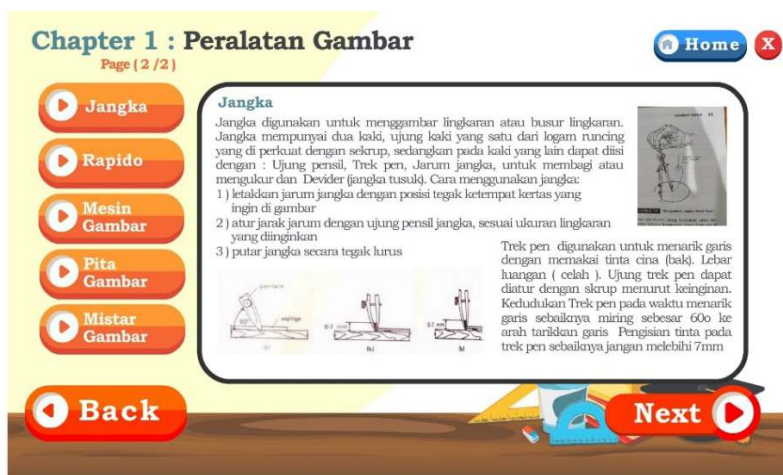 Chapter 1 : Peralatan Gambar
Page ( 2 /2 )
Home
X
Jangka
Rapido
Mesin
Gambar
Pita
Gambar
Mistar
Gambar
Jangka
Jangka digunakan untuk menggambar lingkaran atau busur lingkaran.
Jangka mempunyai dua kaki, ujung kaki yang satu dari logam runcing
yang di perkuat dengan sekrup, sedangkan pada kaki yang lain dapat diisi
dengan : Ujung pensil, Trek pen, Jarum jangka, untuk membagi atau
mengukur dan Devider (jangka tusuk). Cara menggunakan jangka:
1 ) letakkan jarum jangka dengan posisi tegak ketempat kertas yang
ingin di gambar
2 ) atur jarak jarum dengan ujung pensil jangka, sesuai ukuran lingkaran
yang diinginkan
3 ) putar jangka secara tegak lurus
Trek pen digunakan untuk menarik garis
dengan memakai tinta cina (bak). Lebar
luangan ( celah ). Ujung trek pen dapat
diatur dengan skrup menurut keinginan.
Kedudukan Trek pen pada waktu menarik
garis sebaiknya miring sebesar 60o ke
arah tarikkan garis Pengisian tinta pada
trek pen sebaiknya jangan melebihi 7mm
6-7 mm
6-7 mm
Back
Next